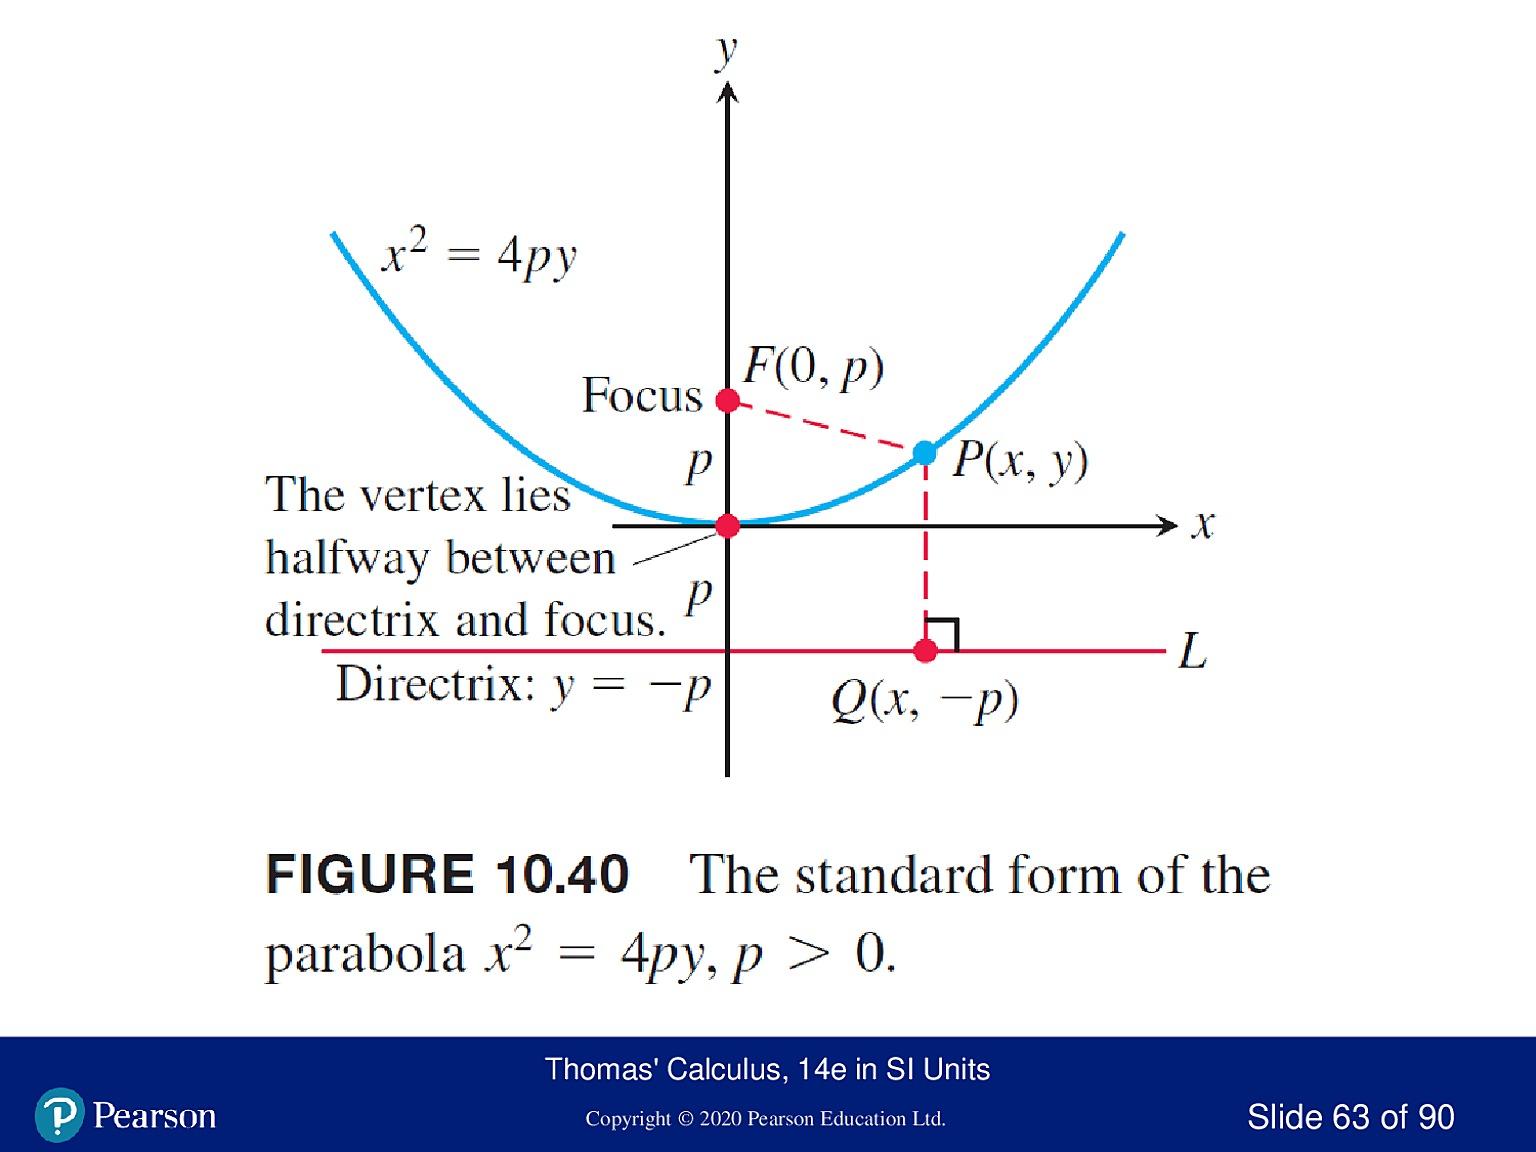 y
x² = 4py
F(0, p)
Focus
p
P(x, y)
The vertex lies
halfway between
directrix and focus.
x
p
L
Directrix: y = −p
Q(x, −p)
FIGURE 10.40 The standard form of the
parabola x² = 4py, p > 0.
Thomas' Calculus, 14e in SI Units
Pearson
Copyright © 2020 Pearson Education Ltd.
Slide 63 of 90